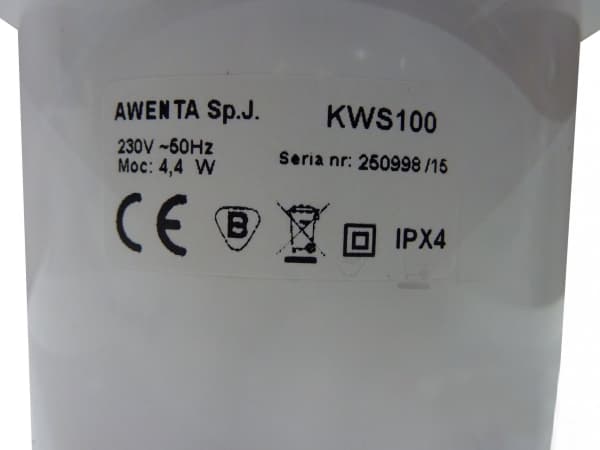 AWENTA Sp.J.
KWS100
230V ~50Hz
Moc: 4,4 W
Seria nr: 250998/15
CE
B
IPX4